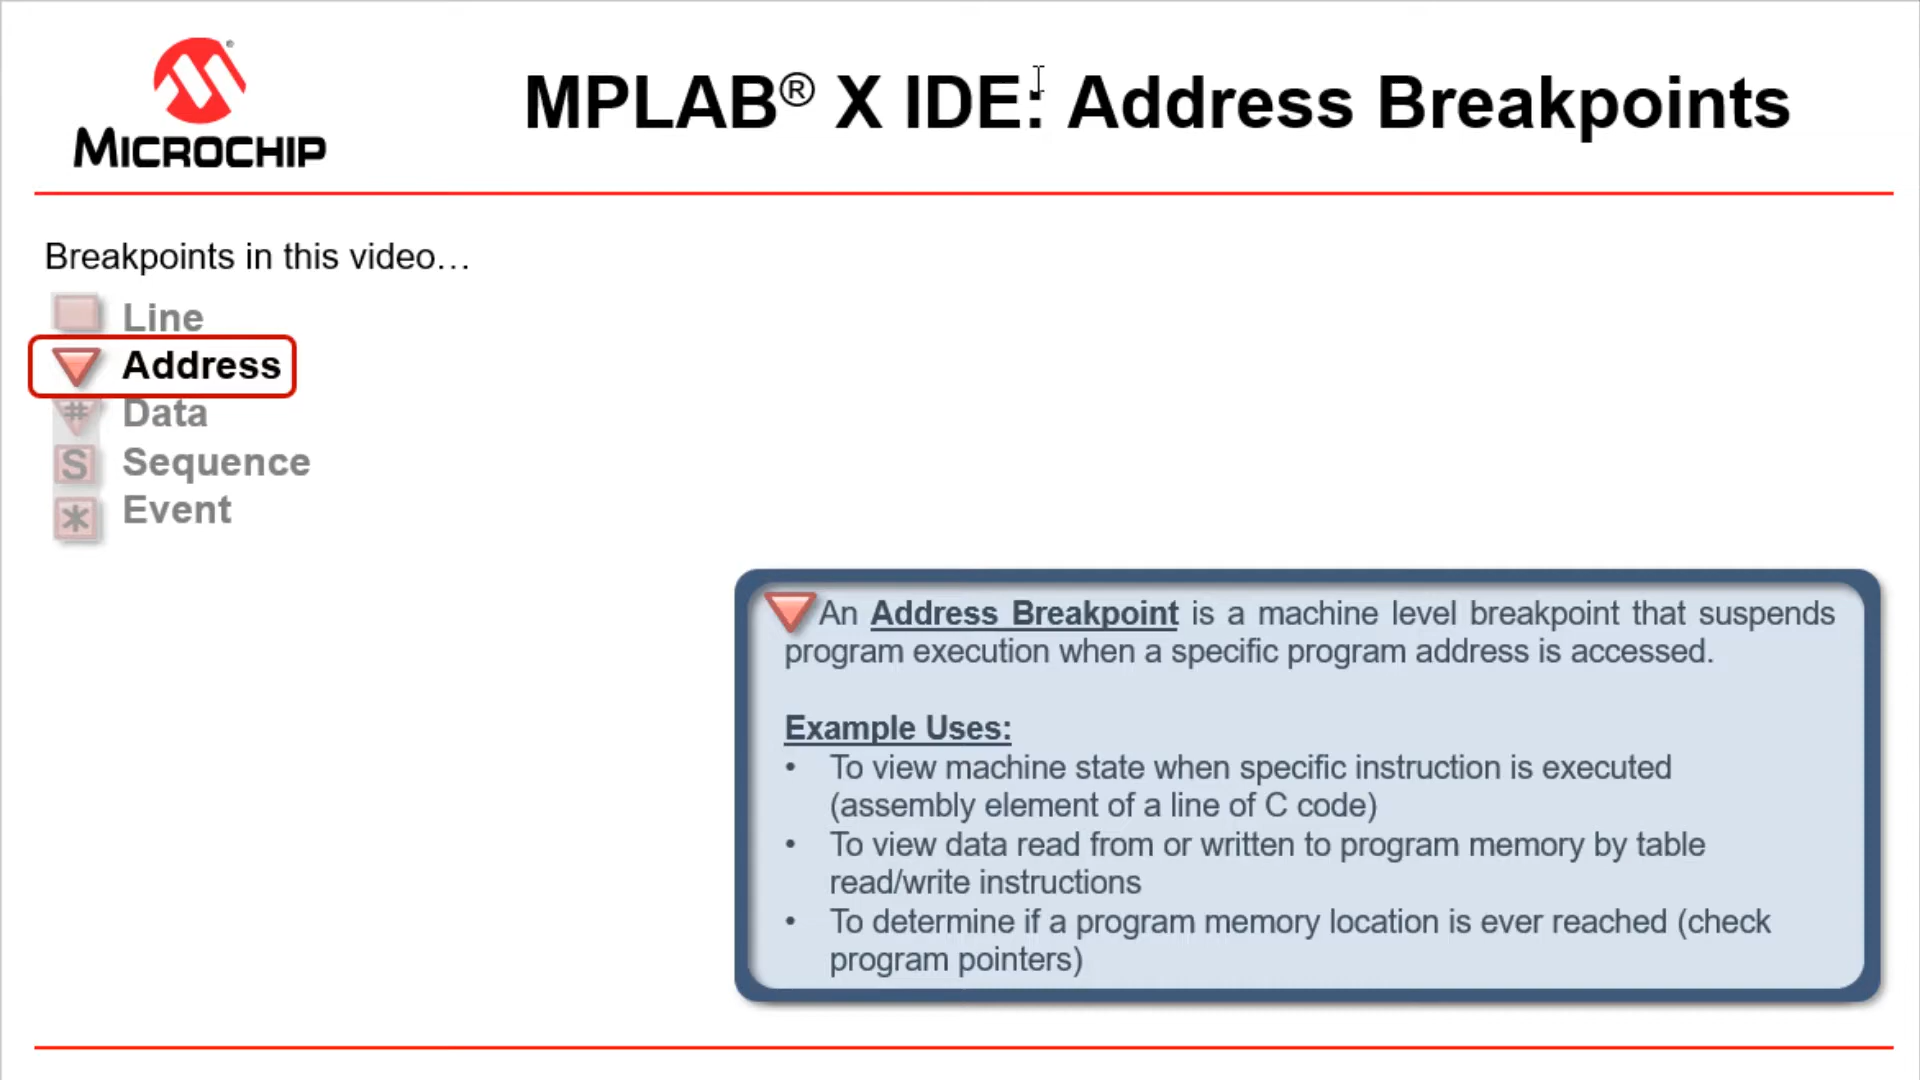 MICROCHIP
MPLAB® X IDE: Address Breakpoints
Breakpoints in this video…
Line
Address
# Data
S Sequence
* Event
An Address Breakpoint is a machine level breakpoint that suspends
program execution when a specific program address is accessed.
Example Uses:
• To view machine state when specific instruction is executed
(assembly element of a line of C code)
• To view data read from or written to program memory by table
read/write instructions
• To determine if a program memory location is ever reached (check
program pointers)